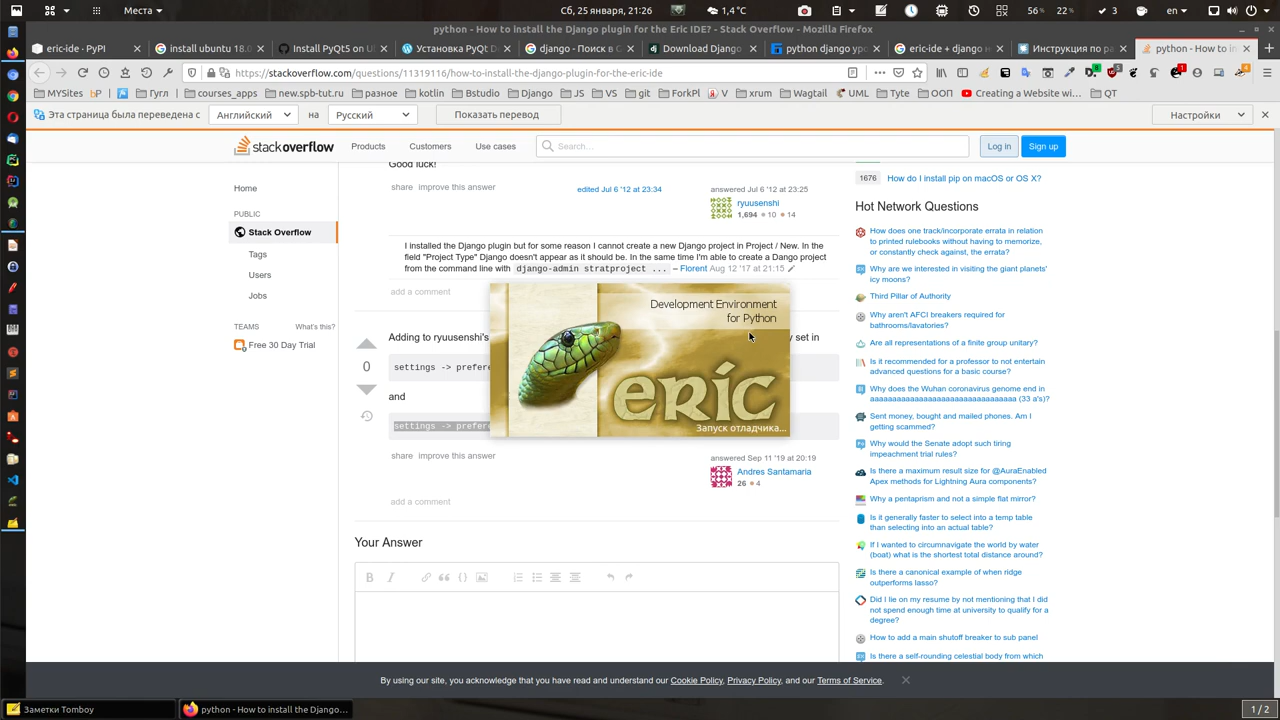 Места
Сб, 25 января, 21:46:11
56%
22%
python - How to install the Django plugin for the Eric IDE? - Stack Overflow - Mozilla Firefox
ericide · PyPI
install ubuntu 18.0
Install PyQt5 on U
Установка PyQt D
django - Поиск в G
Download django
python django управ
ericide + django н
Инструкция по ра
python - How to in
https://stackoverflow.com/questions/11319116/how-to-install-the-django-plugin-for-the-eric-ide
MYSites
bP
Гугл
courses_apps
new.spb-tut.ru
разное
kotlin
Bstudio
Django
JS
VS
git
ForkPl
V
xrum
Wagtail
UML
Tyte
ООП
Creating a Website wi...
QT
Эта страница была переведена с
Английский
на
Русский
Показать перевод
Настройки
stackoverflow
Products
Customers
Use cases
Search...
Log in
Sign up
Home
PUBLIC
Stack Overflow
Tags
Users
Jobs
TEAMS
What's this?
Free 30 Day Trial
Good luck!
share improve this answer
edited Jul 6 '12 at 23:34
answered Jul 6 '12 at 23:25
ryuusenshi
1,694 10 14
I installed the Django plugin but for some reason I cannot create a new Django project in Project / New. In the
field "Project Type" Django doesn't appear as it should be. In the same time I'm able to create a Dango project
from the command line with django-admin stratproject ... – Florent Aug 12 '17 at 21:15
add a comment
Adding to ryuusenshi's
y set in
0
settings -> prefere
and
settings -> prefere
Development Environment
for Python
eric
Запуск отладчика...
share improve this answer
answered Sep 11 '19 at 20:19
Andres Santamaria
26 4
add a comment
Your Answer
1676 How do I install pip on macOS or OS X?
Hot Network Questions
How does one track/incorporate errata in relation
to printed rulebooks without having to memorize,
or constantly check against, the errata?
Why are we interested in visiting the giant planets'
icy moons?
Third Pillar of Authority
Why aren't AFCI breakers required for
bathrooms/lavatories?
Are all representations of a finite group unitary?
Is it recommended for a professor to not entertain
advanced questions for a basic course?
Why does the Wuhan coronavirus genome end in
aaaaaaaaaaaaaaaaaaaaaaaaaaaaaaaaa (33 a's)?
Sent money, bought and mailed phones. Am I
getting scammed?
Why would the Senate adopt such tiring
impeachment trial rules?
Is there a maximum result size for @AuraEnabled
Apex methods for Lightning Aura components?
Why a pentaprism and not a simple flat mirror?
Is it generally faster to select into a temp table
than selecting into an actual table?
If I wanted to circumnavigate the world by water
(boat) what is the shortest total distance around?
Is there a canonical example of when ridge
outperforms lasso?
Did I lie on my resume by not mentioning that I did
not spend enough time at university to qualify for a
degree?
How to add a main shutoff breaker to sub panel
Is there a self-rounding celestial body from which
By using our site, you acknowledge that you have read and understand our Cookie Policy, Privacy Policy, and our Terms of Service.
Заметки Tomboy
python - How to install the Django...
1 / 2